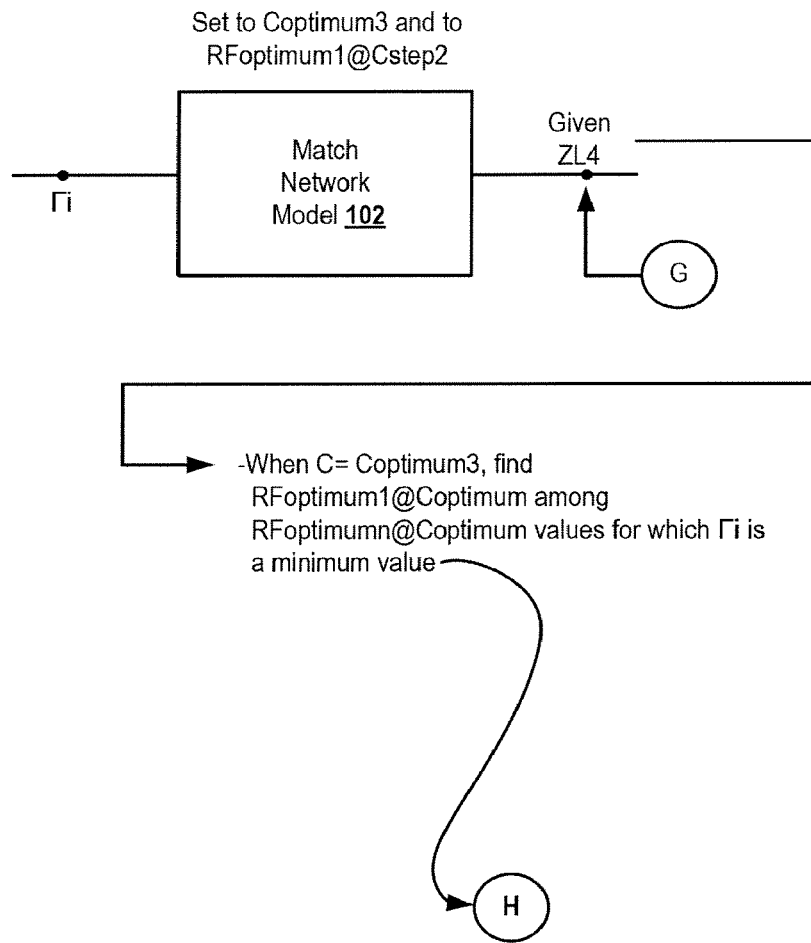 Set to Coptimum3 and to
RFoptimum1@Cstep2
Match
Network
Model 102
Γi
Given
ZL4
G
-When C= Coptimum3, find
RFoptimum1@Coptimum among
RFoptimumn@Coptimum values for which Γi is
a minimum value
H